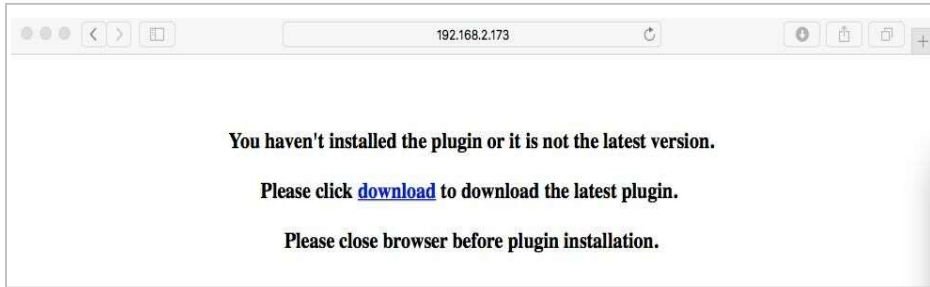 192.168.2.173
You haven't installed the plugin or it is not the latest version.
Please click download to download the latest plugin.
Please close browser before plugin installation.